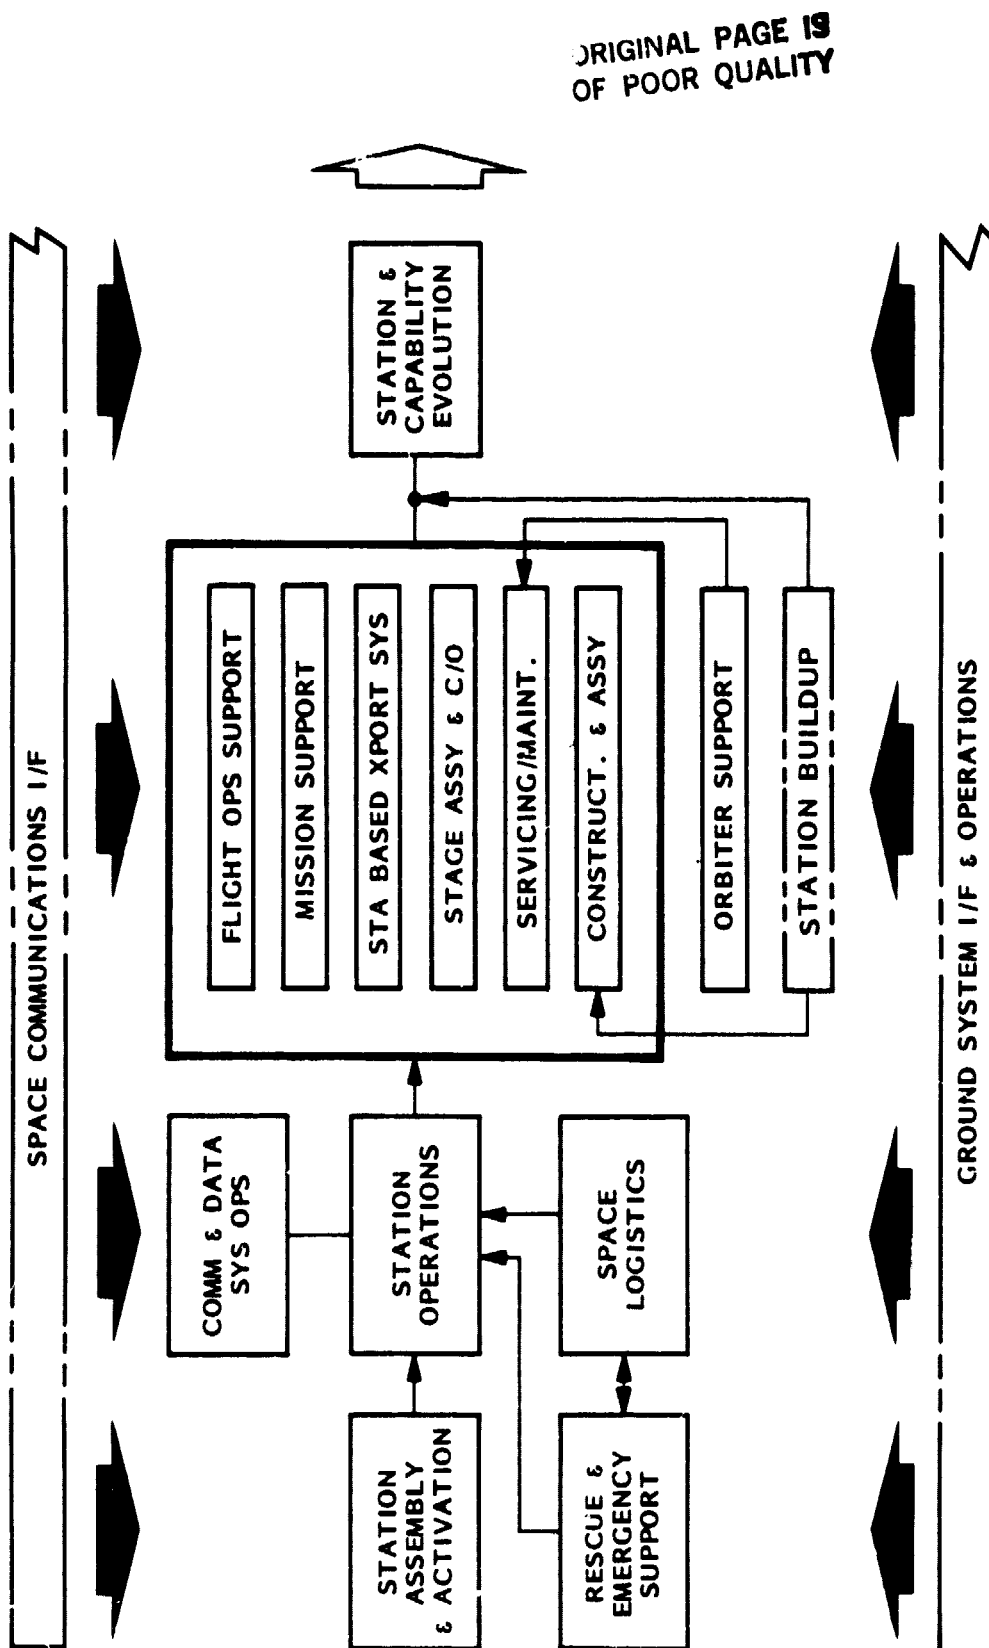 ORIGINAL PAGE IS
OF POOR QUALITY
SPACE COMMUNICATIONS I/F
STATION
ASSEMBLY
& ACTIVATION
RESCUE &
EMERGENCY
SUPPORT
COMM & DATA
SYS OPS
STATION
OPERATIONS
SPACE
LOGISTICS
FLIGHT OPS SUPPORT
MISSION SUPPORT
STA BASED XPORT SYS
STAGE ASSY & C/O
SERVICING/MAINT.
CONSTRUCT. & ASSY
ORBITER SUPPORT
STATION BUILDUP
STATION &
CAPABILITY
EVOLUTION
GROUND SYSTEM I/F & OPERATIONS